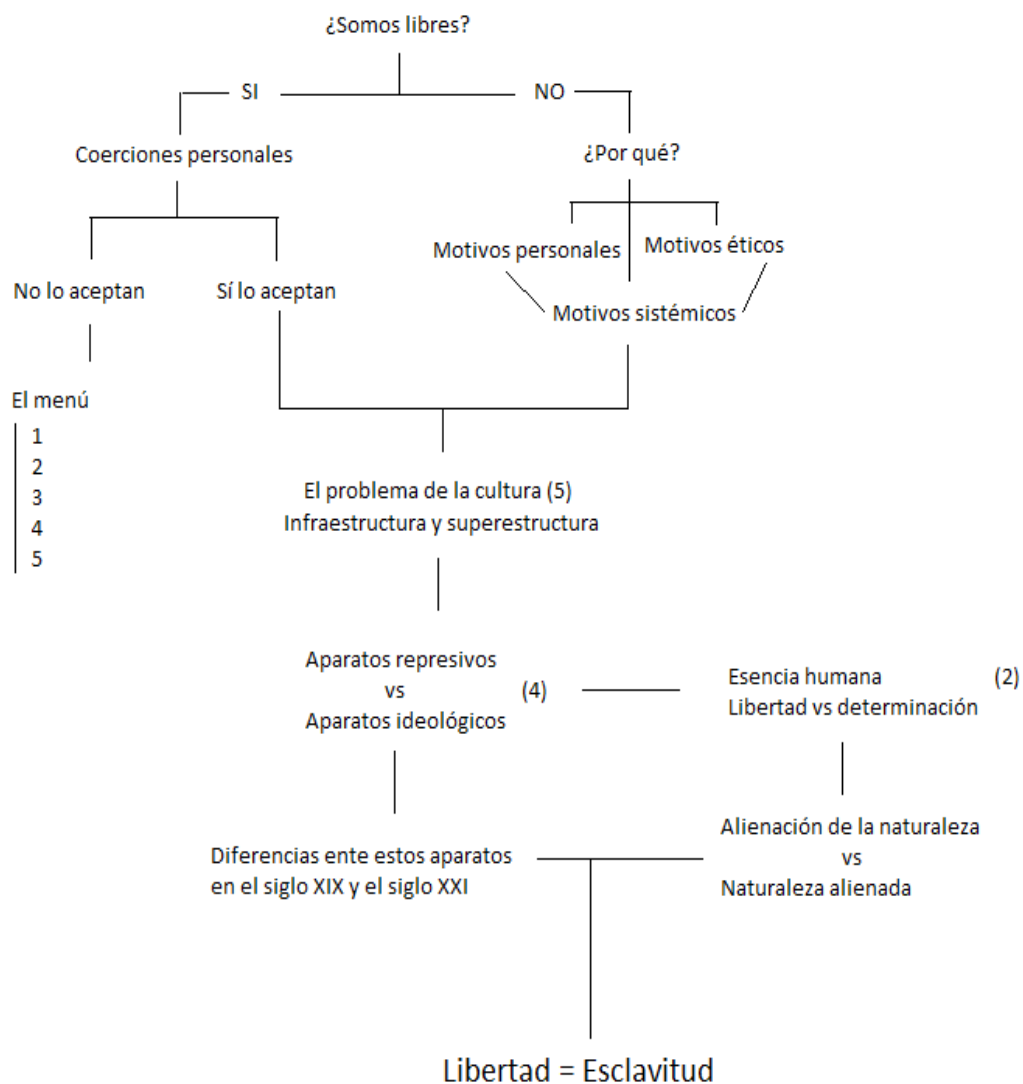 ¿Somos libres?
SI
NO
Coerciones personales
¿Por qué?
Motivos personales
Motivos éticos
No lo aceptan
Sí lo aceptan
Motivos sistémicos
El menú
1
2
3
4
5
El problema de la cultura (5)
Infraestructura y superestructura
Aparatos represivos
vs (4)
Aparatos ideológicos
Esencia humana (2)
Libertad vs determinación
Diferencias ente estos aparatos
en el siglo XIX y el siglo XXI
Alienación de la naturaleza
vs
Naturaleza alienada
Libertad = Esclavitud